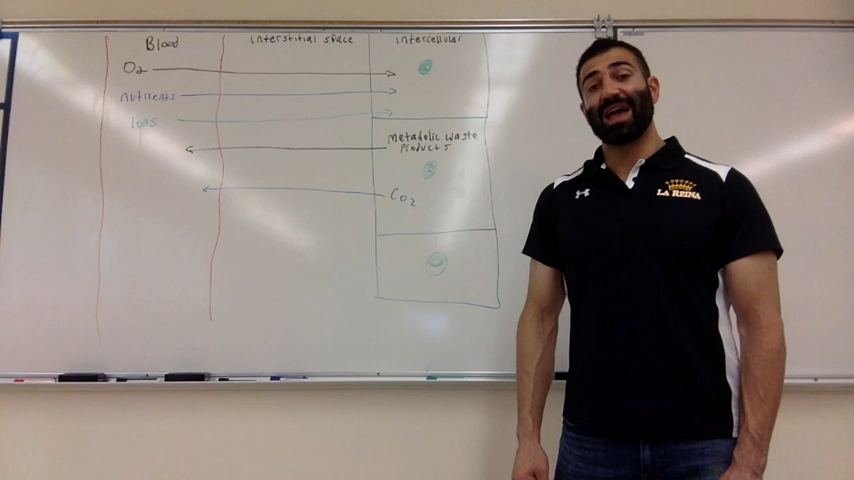 Blood
interstitial space
intercellular
O2
nutrients
Ions
metabolic waste
products
CO2
LA REINA